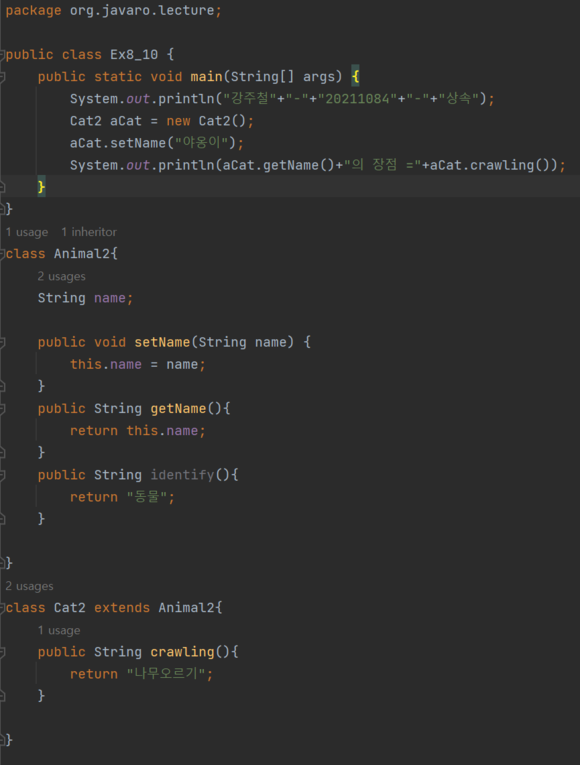 package org.javaro.lecture;
public class Ex8_10 {
public static void main(String[] args) {
System.out.println("강주철"+"-"+"20211084"+"-"+"상속");
Cat2 aCat = new Cat2();
aCat.setName("야옹이");
System.out.println(aCat.getName()+"의 장점 ="+aCat.crawling());
}
}
1 usage 1 inheritor
class Animal2{
2 usages
String name;
public void setName(String name) {
this.name = name;
}
public String getName(){
return this.name;
}
public String identify(){
return "동물";
}
}
2 usages
class Cat2 extends Animal2{
1 usage
public String crawling(){
return "나무오르기";
}
}